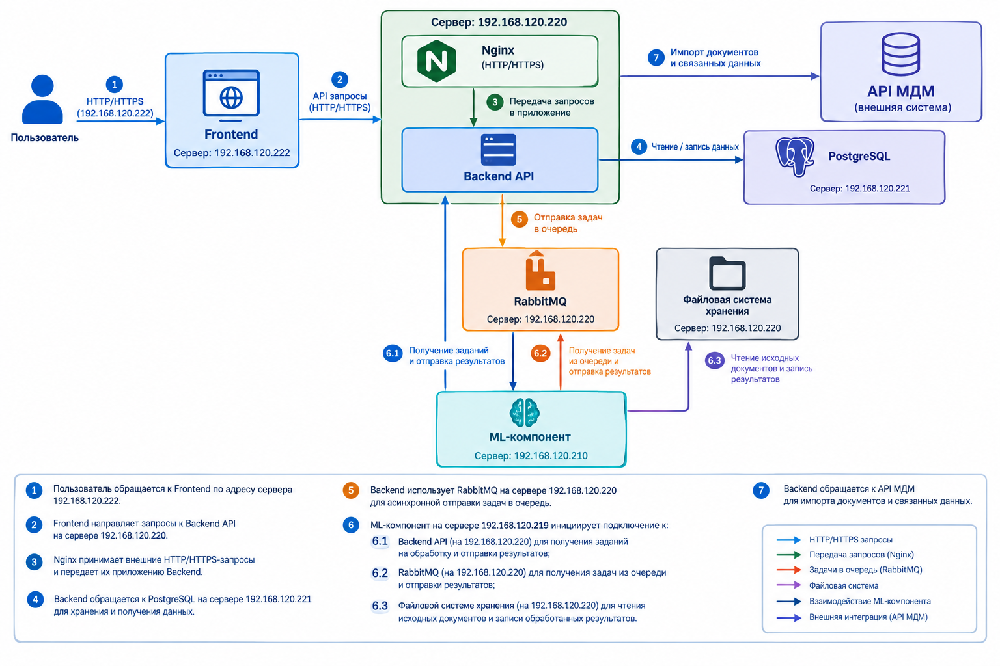 Сервер: 192.168.120.220
Nginx
(HTTP/HTTPS)
7
Импорт документов
и связанных данных
API МДМ
(внешняя система)
1
HTTP/HTTPS
(192.168.120.222)
Пользователь
Frontend
Сервер: 192.168.120.222
2
API запросы
(HTTP/HTTPS)
3
Передача запросов
в приложение
Backend API
4
Чтение / запись данных
PostgreSQL
Сервер: 192.168.120.221
5
Отправка задач
в очередь
RabbitMQ
Сервер: 192.168.120.220
Файловая система
хранения
Сервер: 192.168.120.220
6.1
Получение заданий
и отправка результатов
6.2
Получение задач
из очереди и
отправка результатов
6.3
Чтение исходных
документов и запись
результатов
ML-компонент
Сервер: 192.168.120.210
1
Пользователь обращается к Frontend по адресу сервера
192.168.120.222.
2
Frontend направляет запросы к Backend API
на сервере 192.168.120.220.
3
Nginx принимает внешние HTTP/HTTPS-запросы
и передает их приложению Backend.
4
Backend обращается к PostgreSQL на сервере 192.168.120.221
для хранения и получения данных.
5
Backend использует RabbitMQ на сервере 192.168.120.220
для асинхронной отправки задач в очередь.
6
ML-компонент на сервере 192.168.120.219 инициирует подключение к:
6.1
Backend API (на 192.168.120.220) для получения заданий
на обработку и отправки результатов;
6.2
RabbitMQ (на 192.168.120.220) для получения задач из очереди
и отправки результатов;
6.3
Файловой системе хранения (на 192.168.120.220) для чтения
исходных документов и записи обработанных результатов.
7
Backend обращается к API МДМ
для импорта документов и связанных данных.
HTTP/HTTPS запросы
Передача запросов (Nginx)
Задачи в очередь (RabbitMQ)
Файловая система
Взаимодействие ML-компонента
Внешняя интеграция (API МДМ)